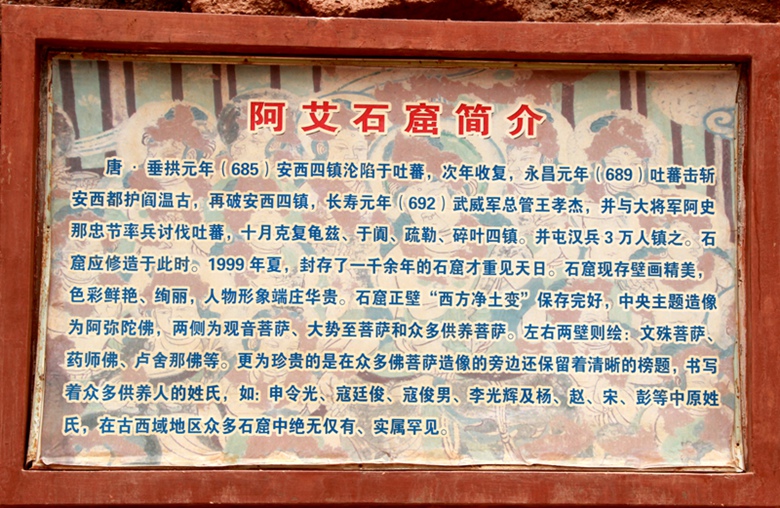 阿艾石窟简介
唐·垂拱元年（685）安西四镇沦陷于吐蕃，次年收复，永昌元年（689）吐蕃击斩
安西都护阎温古，再破安西四镇，长寿元年（692）武威军总管王孝杰，并与大将军阿史
那忠节率兵讨伐吐蕃，十月克复龟兹、于阗、疏勒、碎叶四镇。并屯汉兵3万人镇之。石
窟应修造于此时。1999年夏，封存了一千余年的石窟才重见天日。石窟现存壁画精美，
色彩鲜艳、绚丽，人物形象端庄华贵。石窟正壁“西方净土变”保存完好，中央主题造像
为阿弥陀佛，两侧为观音菩萨、大势至菩萨和众多供养菩萨。左右两壁则绘：文殊菩萨、
药师佛、卢舍那佛等。更为珍贵的是在众多佛菩萨造像的旁边还保留着清晰的榜题，书写
着众多供养人的姓氏，如：申令光、寇廷俊、寇俊男、李光辉及杨、赵、宋、彭等中原姓
氏，在古西域地区众多石窟中绝无仅有、实属罕见。